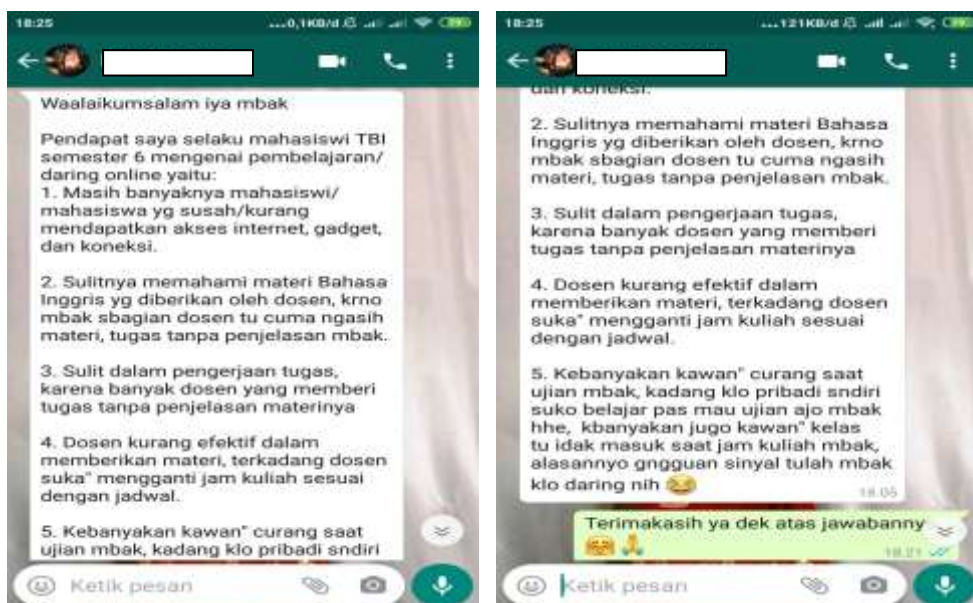 18:25
...0,1KB/d
Waalaikumsalam iya mbak
Pendapat saya selaku mahasiswi TBI
semester 6 mengenai pembelajaran/
daring online yaitu:
1. Masih banyaknya mahasiswi/
mahasiswa yg susah/kurang
mendapatkan akses internet, gadget,
dan koneksi.
2. Sulitnya memahami materi Bahasa
Inggris yg diberikan oleh dosen, krno
mbak sbagian dosen tu cuma ngasih
materi, tugas tanpa penjelasan mbak.
3. Sulit dalam pengerjaan tugas,
karena banyak dosen yang memberi
tugas tanpa penjelasan materinya
4. Dosen kurang efektif dalam
memberikan materi, terkadang dosen
suka" mengganti jam kuliah sesuai
dengan jadwal.
5. Kebanyakan kawan" curang saat
ujian mbak, kadang klo pribadi sndiri
Ketik pesan
18:25
...121KB/d
dan koneksi.
2. Sulitnya memahami materi Bahasa
Inggris yg diberikan oleh dosen, krno
mbak sbagian dosen tu cuma ngasih
materi, tugas tanpa penjelasan mbak.
3. Sulit dalam pengerjaan tugas,
karena banyak dosen yang memberi
tugas tanpa penjelasan materinya
4. Dosen kurang efektif dalam
memberikan materi, terkadang dosen
suka" mengganti jam kuliah sesuai
dengan jadwal.
5. Kebanyakan kawan" curang saat
ujian mbak, kadang klo pribadi sndiri
suko belajar pas mau ujian ajo mbak
hhe, kbanyakan jugo kawan" kelas
tu idak masuk saat jam kuliah mbak,
alasannyo gngguan sinyal tulah mbak
klo daring nih 😆
18.05
Terimakasih ya dek atas jawabanny
🤗🙏
18.21
Ketik pesan